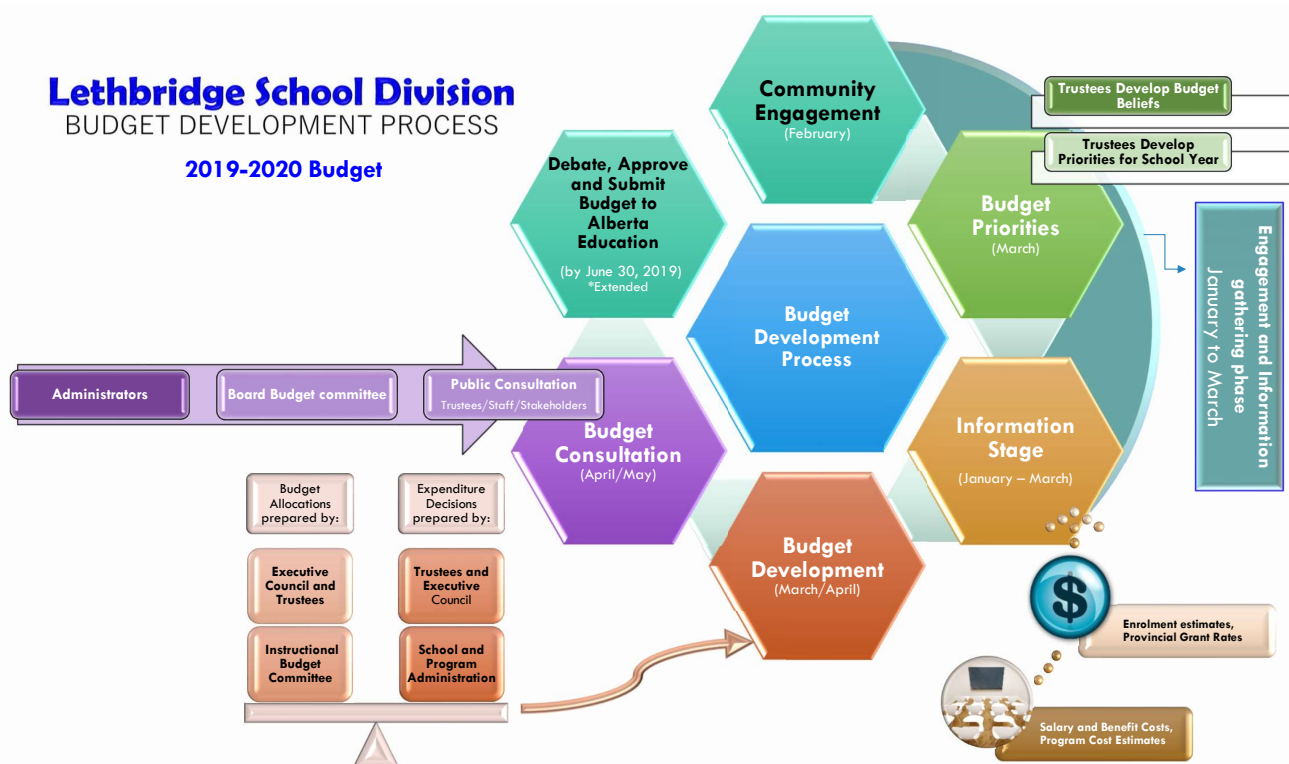 Lethbridge School Division
BUDGET DEVELOPMENT PROCESS
2019-2020 Budget
Community
Engagement
(February)
Trustees Develop Budget
Beliefs
Trustees Develop
Priorities for School Year
Debate, Approve
and Submit
Budget to
Alberta
Education
(by June 30, 2019)
*Extended
Budget
Priorities
(March)
Engagement and Information
gathering phase
January to March
Budget
Development
Process
Administrators
Board Budget committee
Public Consultation
Trustees/Staff/Stakeholders
Budget
Consultation
(April/May)
Information
Stage
(January – March)
Budget
Allocations
prepared by:
Expenditure
Decisions
prepared by:
Budget
Development
(March/April)
Executive
Council and
Trustees
Trustees and
Executive
Council
Instructional
Budget
Committee
School and
Program
Administration
$
Enrolment estimates,
Provincial Grant Rates
Salary and Benefit Costs,
Program Cost Estimates